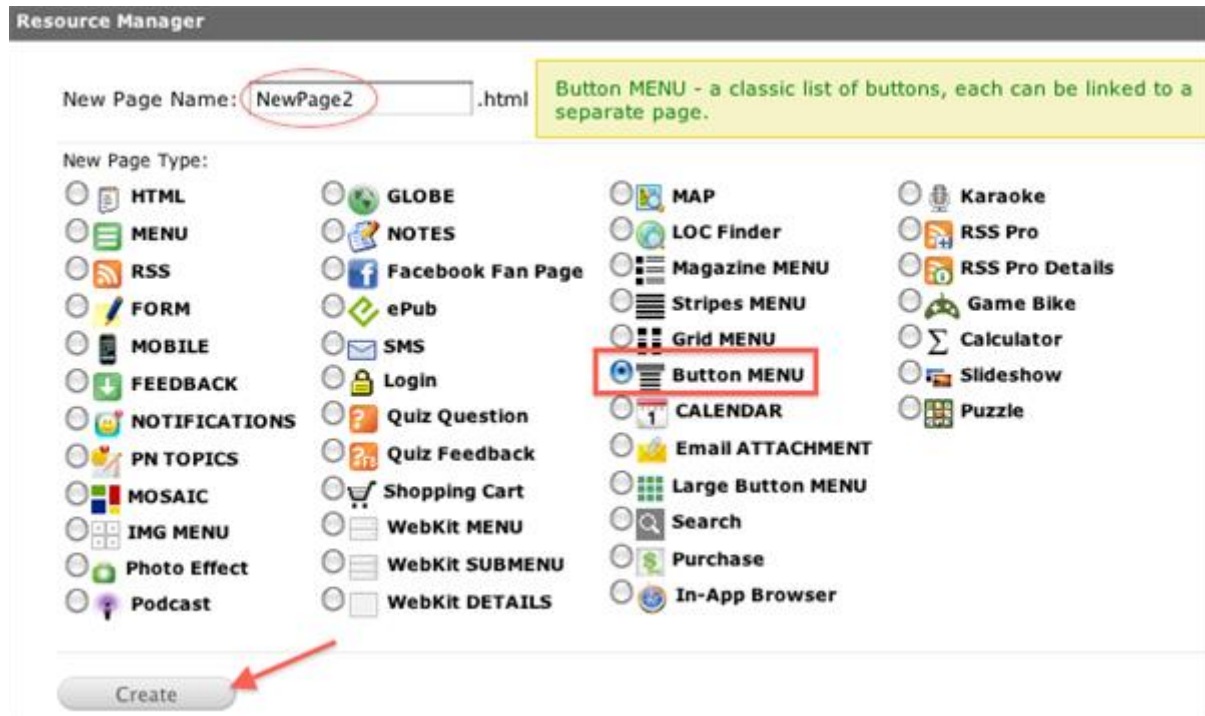 Resource Manager
New Page Name: NewPage2 .html
Button MENU - a classic list of buttons, each can be linked to a
separate page.
New Page Type:
HTML
MENU
RSS
FORM
MOBILE
FEEDBACK
NOTIFICATIONS
PN TOPICS
MOSAIC
IMG MENU
Photo Effect
Podcast
GLOBE
NOTES
Facebook Fan Page
ePub
SMS
Login
Quiz Question
Quiz Feedback
Shopping Cart
WebKit MENU
WebKit SUBMENU
WebKit DETAILS
MAP
LOC Finder
Magazine MENU
Stripes MENU
Grid MENU
Button MENU
CALENDAR
Email ATTACHMENT
Large Button MENU
Search
Purchase
In-App Browser
Karaoke
RSS Pro
RSS Pro Details
Game Bike
Calculator
Slideshow
Puzzle
Create